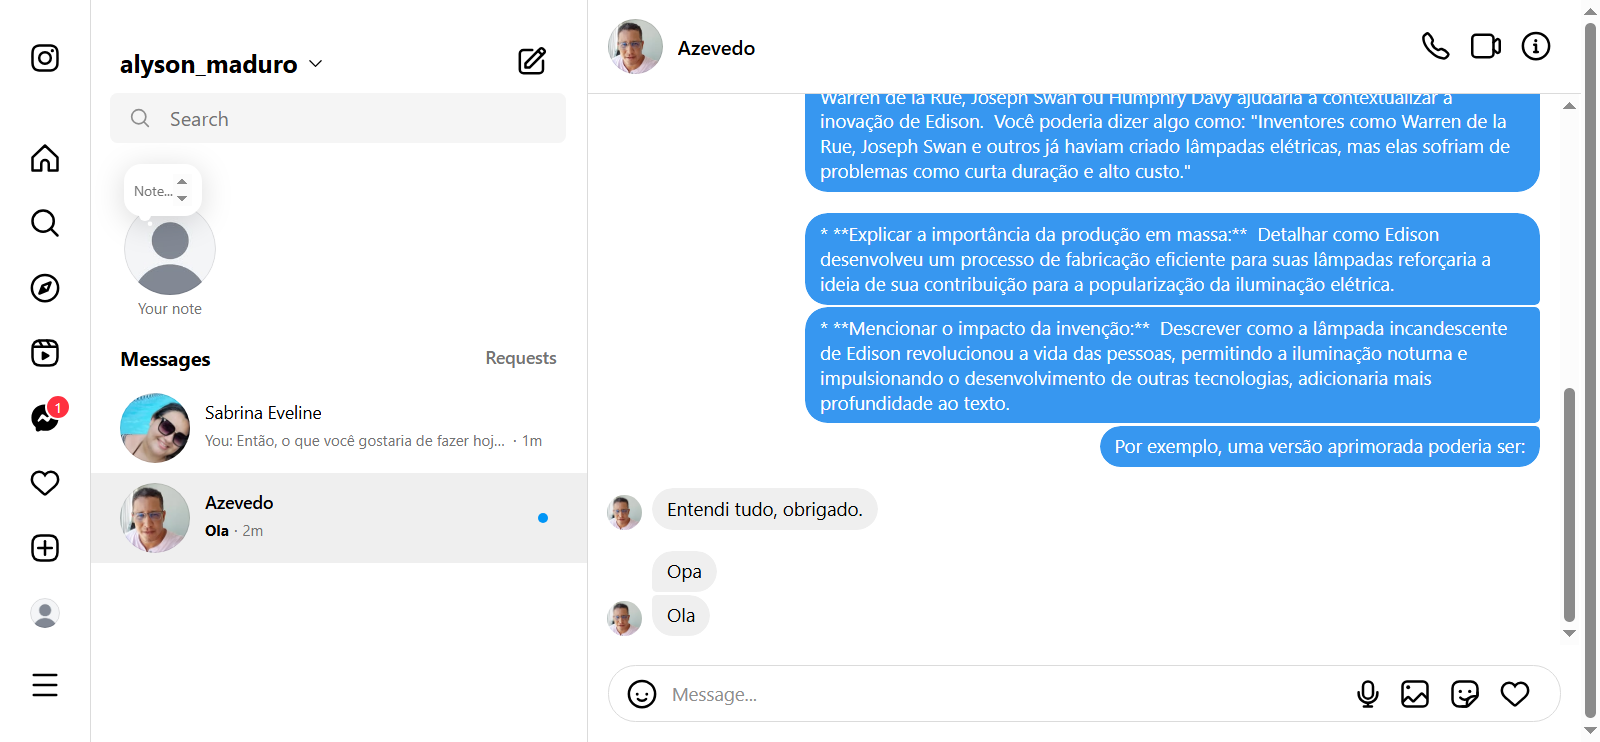 alyson_maduro
Search
Note...
Your note
Messages
Requests
1
Sabrina Eveline
You: Então, o que você gostaria de fazer hoj... · 1m
Azevedo
Ola · 2m
Azevedo
Warren de la Rue, Joseph Swan ou Humphry Davy ajudaria a contextualizar a
inovação de Edison.  Você poderia dizer algo como: "Inventores como Warren de la
Rue, Joseph Swan e outros já haviam criado lâmpadas elétricas, mas elas sofriam de
problemas como curta duração e alto custo."
* **Explicar a importância da produção em massa:**  Detalhar como Edison
desenvolveu um processo de fabricação eficiente para suas lâmpadas reforçaria a
ideia de sua contribuição para a popularização da iluminação elétrica.
* **Mencionar o impacto da invenção:**  Descrever como a lâmpada incandescente
de Edison revolucionou a vida das pessoas, permitindo a iluminação noturna e
impulsionando o desenvolvimento de outras tecnologias, adicionaria mais
profundidade ao texto.
Por exemplo, uma versão aprimorada poderia ser:
Entendi tudo, obrigado.
Opa
Ola
Message...